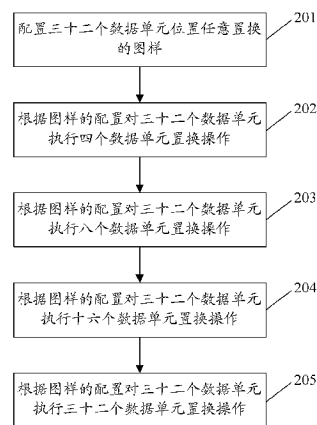 配置三十二个数据单元位置任意置换
的图样
201
根据图样的配置对三十二个数据单元
执行四个数据单元置换操作
202
根据图样的配置对三十二个数据单元
执行八个数据单元置换操作
203
根据图样的配置对三十二个数据单元
执行十六个数据单元置换操作
204
根据图样的配置对三十二个数据单元
执行三十二个数据单元置换操作
205